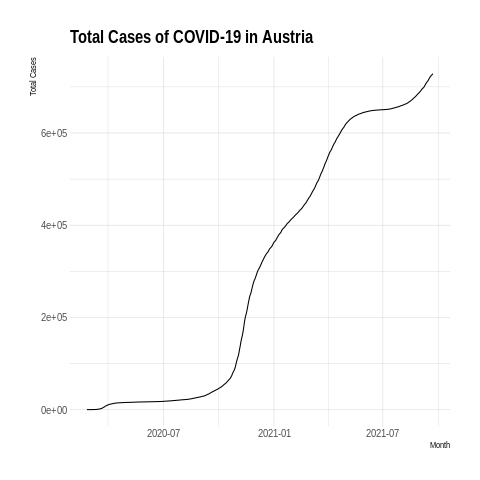 Total Cases of COVID-19 in Austria
Total Cases
6e+05
4e+05
2e+05
0e+00
2020-07 2021-01 2021-07
Month